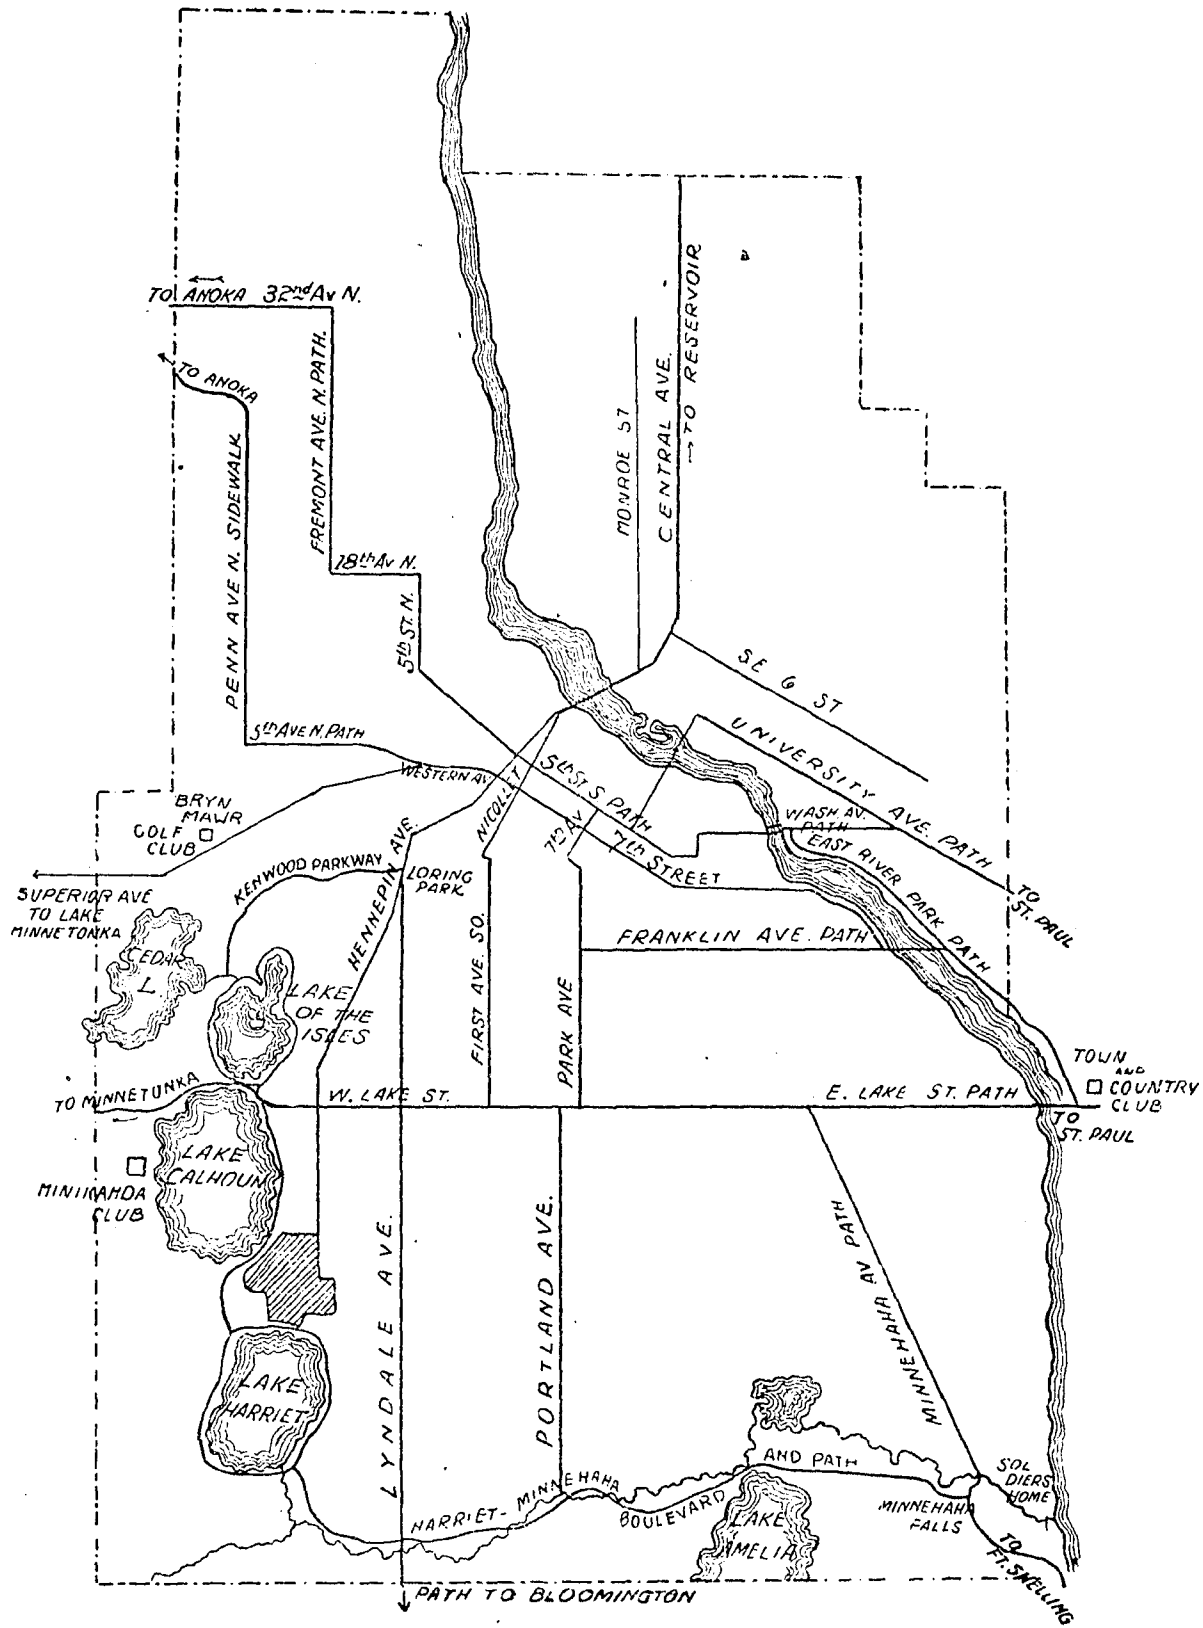 TO ANOKA 32nd AV N.
TO ANOKA
FREMONT AVE N. PATH.
PENN AVE N. SIDEWALK
18th AV N.
5th ST. N.
5th AVE N. PATH
MONROE ST
CENTRAL AVE.
→ TO RESERVOIR
S E 6 ST
UNIVERSITY AVE. PATH
TO
ST. PAUL
WESTERN AV.
NICOLLET
5th ST S PATH
7th AV
7th STREET
WASH. AV.
PATH
EAST RIVER PARK PATH
BRYN
MAWR
GOLF
CLUB
SUPERIOR AVE
TO LAKE
MINNETONKA
KENWOOD PARKWAY
HENNEPIN AVE.
LORING
PARK
FRANKLIN AVE. PATH
CEDAR
L
LAKE
OF THE
ISLES
FIRST AVE. SO.
PARK AVE
TO MINNETONKA
W. LAKE ST.
E. LAKE ST. PATH
TOWN
AND
COUNTRY
CLUB
TO
ST. PAUL
LAKE
CALHOUN
MINIKAHDA
CLUB
LYNDALE AVE.
PORTLAND AVE.
MINNEHAHA AV PATH
LAKE
HARRIET
HARRIET - MINNEHAHA
BOULEVARD
AND PATH
LAKE
AMELIA
SOL
DIERS
HOME
MINNEHAHA
FALLS
TO
FT. SNELLING
PATH TO BLOOMINGTON